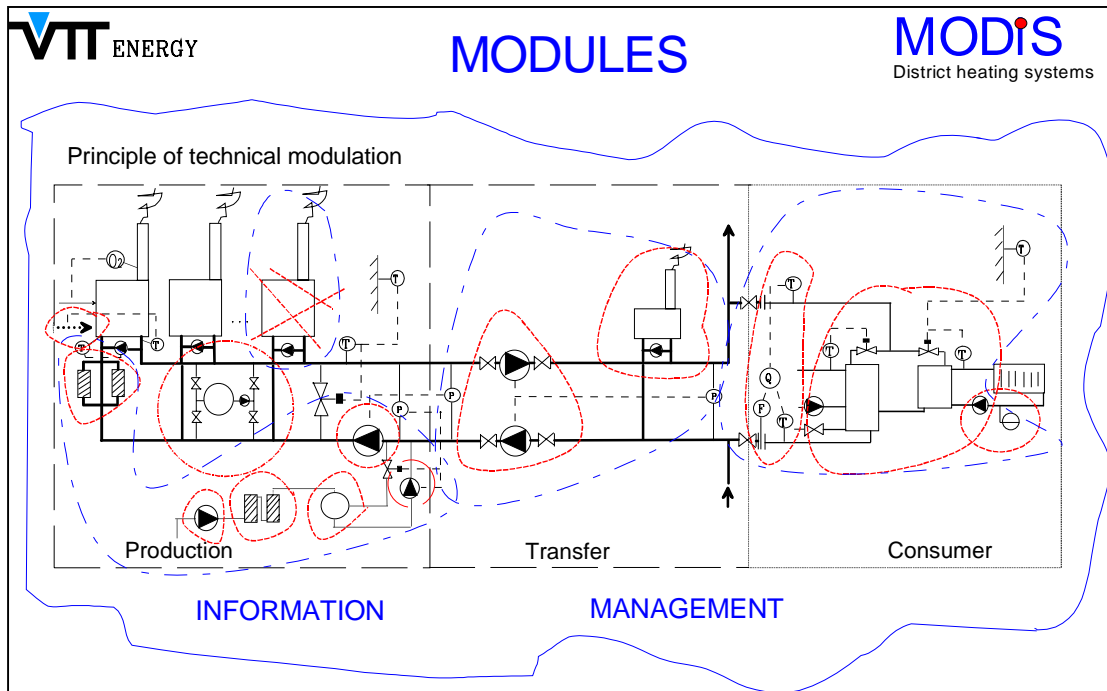 VTT ENERGY
MODULES
MODiS
District heating systems
Principle of technical modulation
O2
T
T
T
T
...
T
T
T
P
P
P
Q
F
T
T
T
Production
Transfer
Consumer
INFORMATION
MANAGEMENT